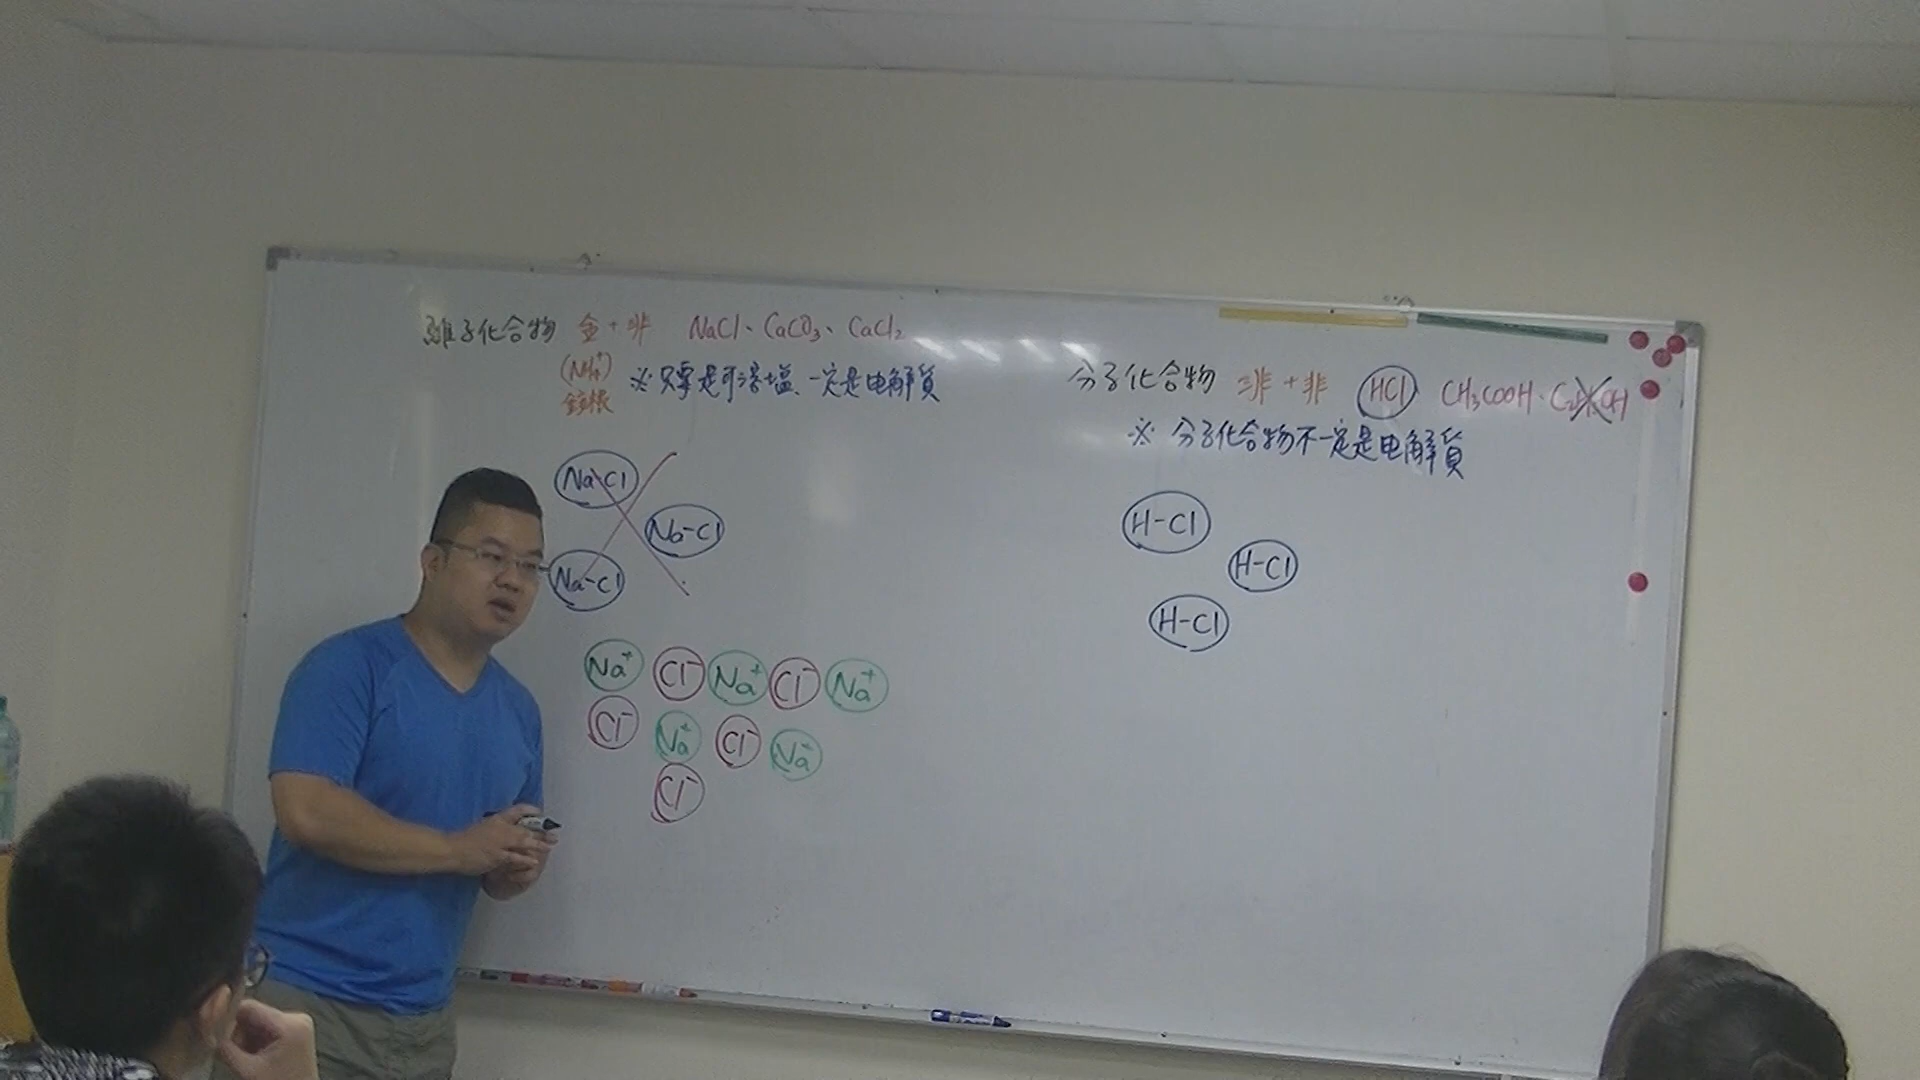 離子化合物 金+非 NaCl、CaCO₃、CaCl₂
(NH₄⁺)
銨根
※只要是可溶塩、一定是电解質
Na-Cl
Na-Cl
Na-Cl
Na⁺ Cl⁻ Na⁺ Cl⁻ Na⁺
Cl⁻ Na⁺ Cl⁻ Na⁺
Cl⁻
分子化合物 非+非 HCl CH₃COOH、C₂H₅OH
※ 分子化合物不一定是电解質
H-Cl
H-Cl
H-Cl